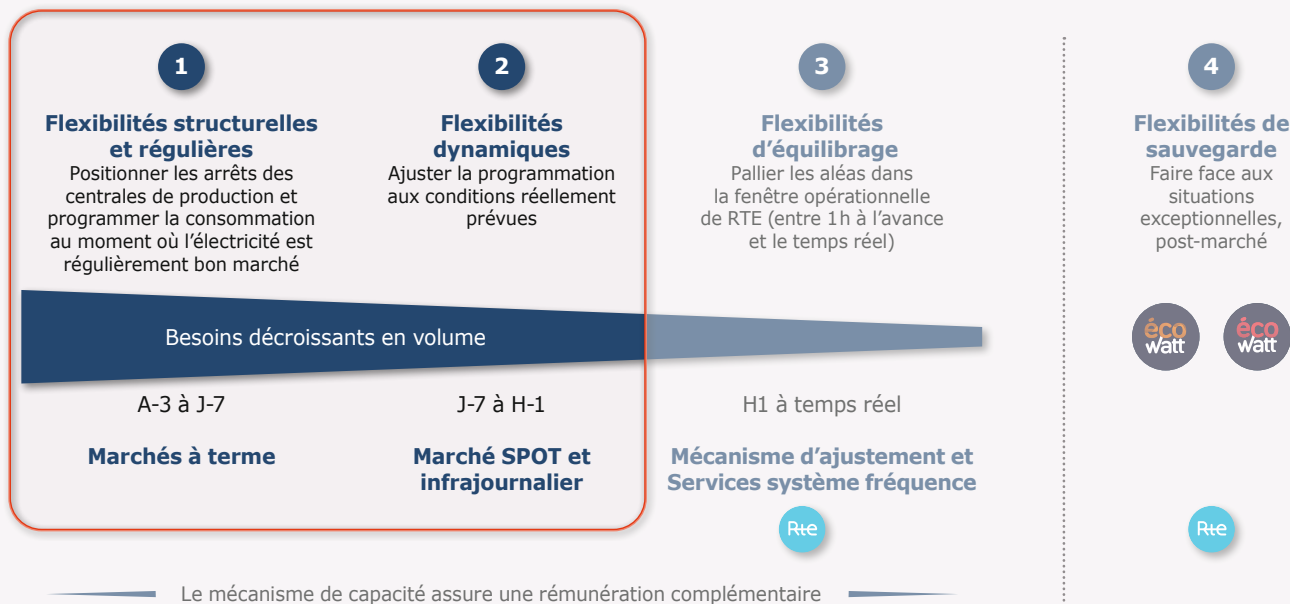 1
Flexibilités structurelles
et régulières
Positionner les arrêts des
centrales de production et
programmer la consommation
au moment où l’électricité est
régulièrement bon marché
2
Flexibilités
dynamiques
Ajuster la programmation
aux conditions réellement
prévues
3
Flexibilités
d’équilibrage
Pallier les aléas dans
la fenêtre opérationnelle
de RTE (entre 1h à l’avance
et le temps réel)
4
Flexibilités de
sauvegarde
Faire face aux
situations
exceptionnelles,
post-marché
Besoins décroissants en volume
éco
watt
éco
watt
A-3 à J-7
Marchés à terme
J-7 à H-1
Marché SPOT et
infrajournalier
H1 à temps réel
Mécanisme d’ajustement et
Services système fréquence
Rte
Rte
Le mécanisme de capacité assure une rémunération complémentaire